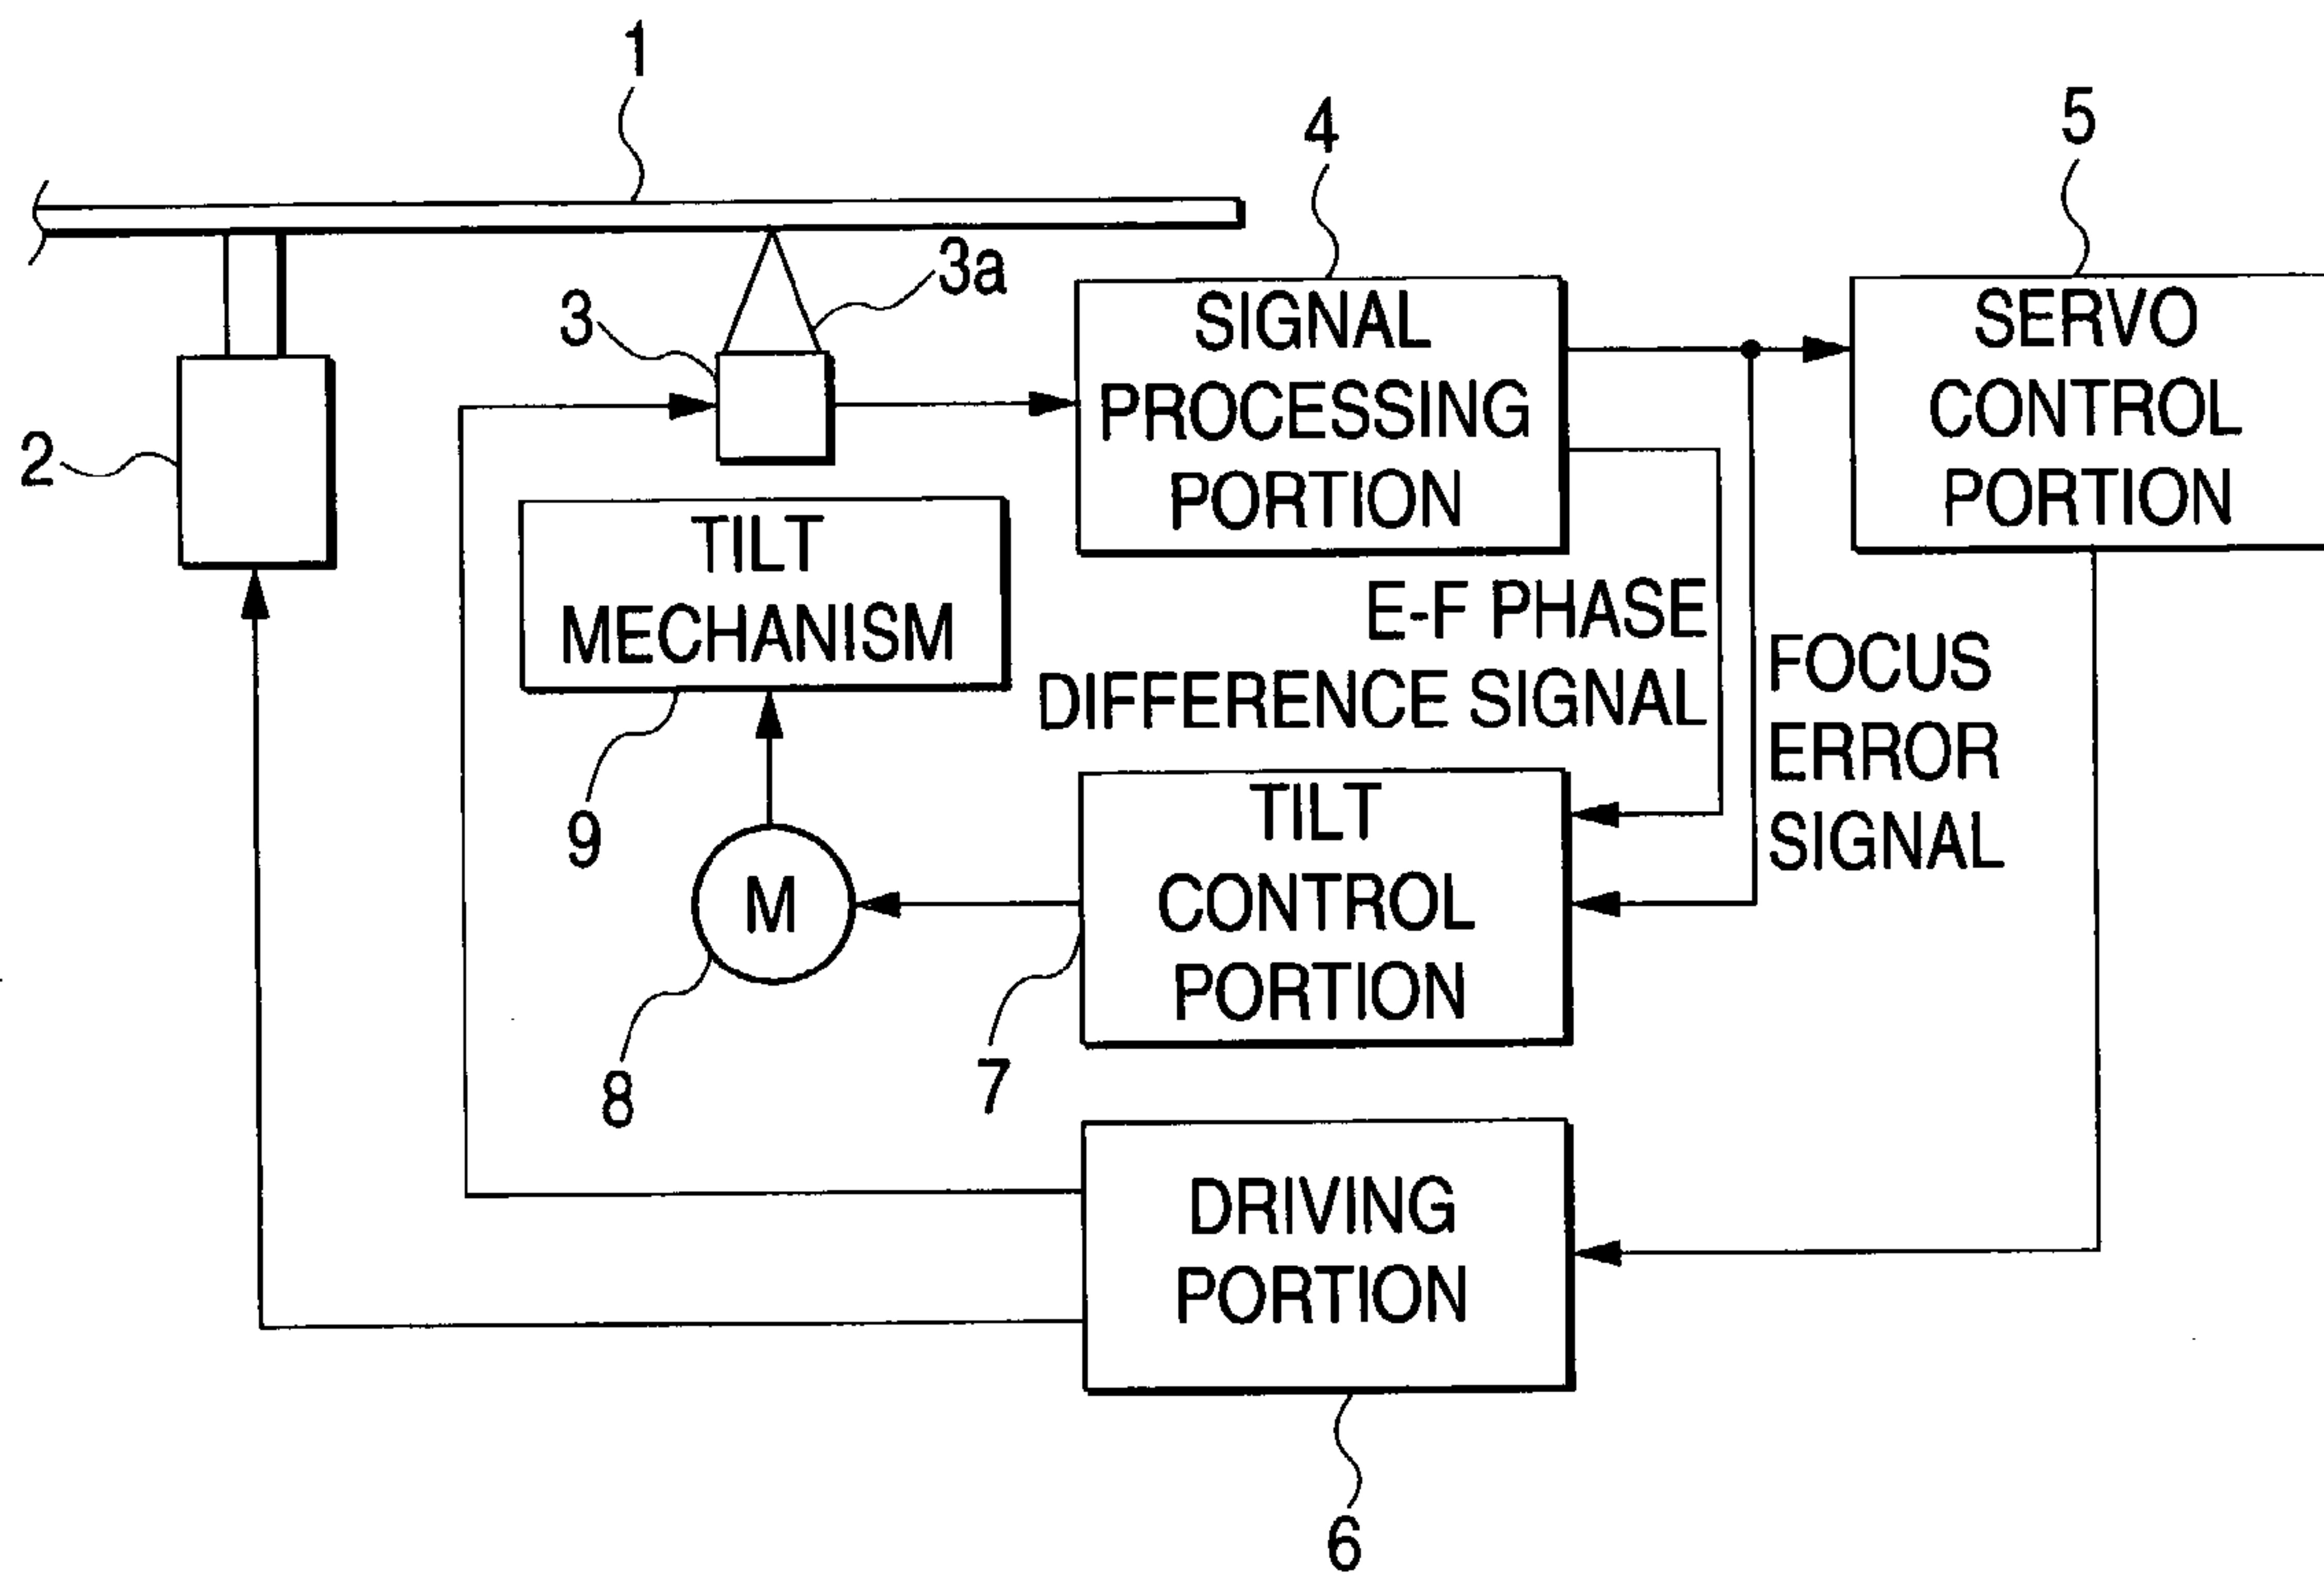 1
4
5
3a
3
SIGNAL
PROCESSING
PORTION
SERVO
CONTROL
PORTION
2
TILT
MECHANISM
E-F PHASE
DIFFERENCE SIGNAL
FOCUS
ERROR
SIGNAL
9
TILT
CONTROL
PORTION
M
8
7
DRIVING
PORTION
6